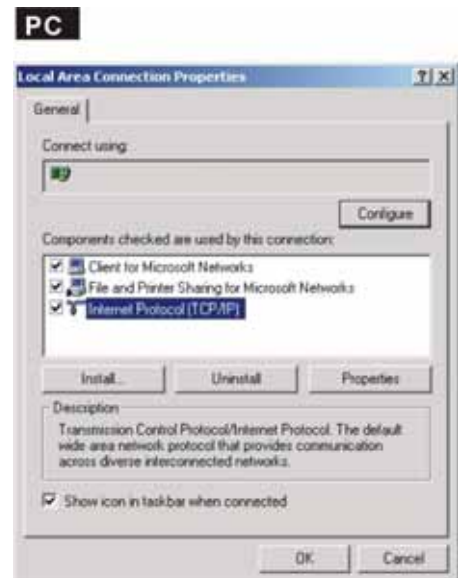 PC
Local Area Connection Properties
General
Connect using:
Configure
Components checked are used by this connection:
Client for Microsoft Networks
File and Printer Sharing for Microsoft Networks
Internet Protocol (TCP/IP)
Install...
Uninstall
Properties
Description
Transmission Control Protocol/Internet Protocol. The default
wide area network protocol that provides communication
across diverse interconnected networks.
Show icon in taskbar when connected
OK
Cancel